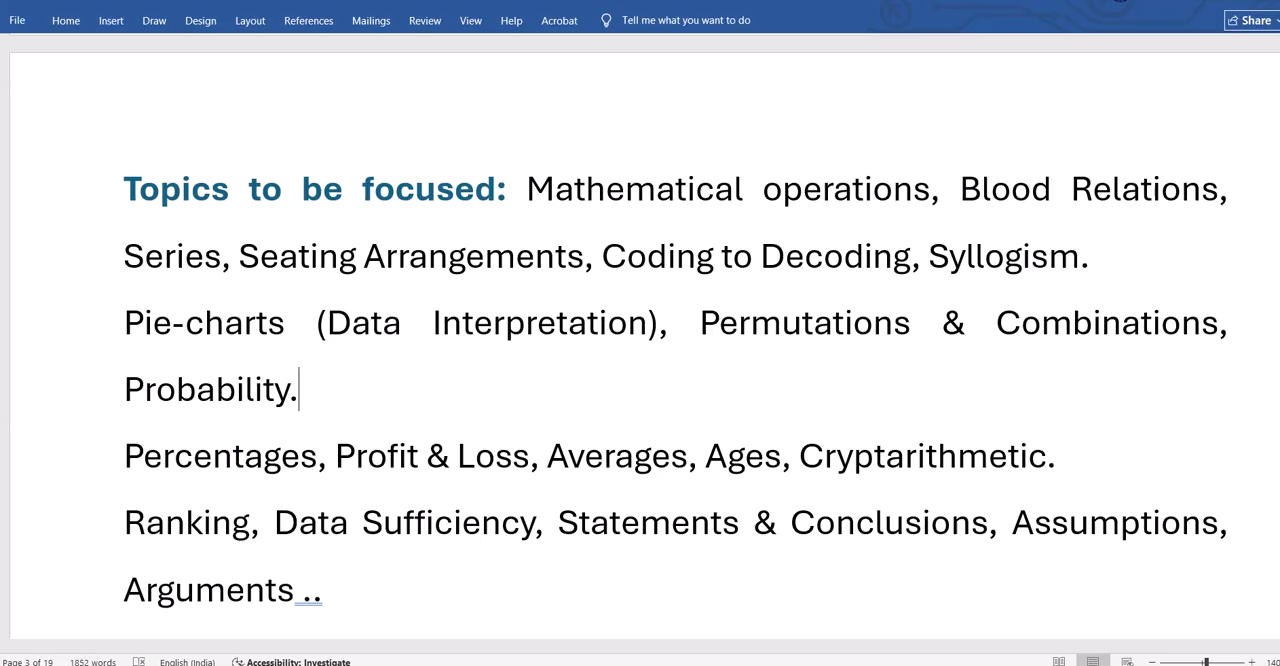 File Home Insert Draw Design Layout References Mailings Review View Help Acrobat Tell me what you want to do Share
Topics to be focused: Mathematical operations, Blood Relations,
Series, Seating Arrangements, Coding to Decoding, Syllogism.
Pie-charts (Data Interpretation), Permutations & Combinations,
Probability.
Percentages, Profit & Loss, Averages, Ages, Cryptarithmetic.
Ranking, Data Sufficiency, Statements & Conclusions, Assumptions,
Arguments ..
Page 3 of 19 1852 words English (India) Accessibility: Investigate 140